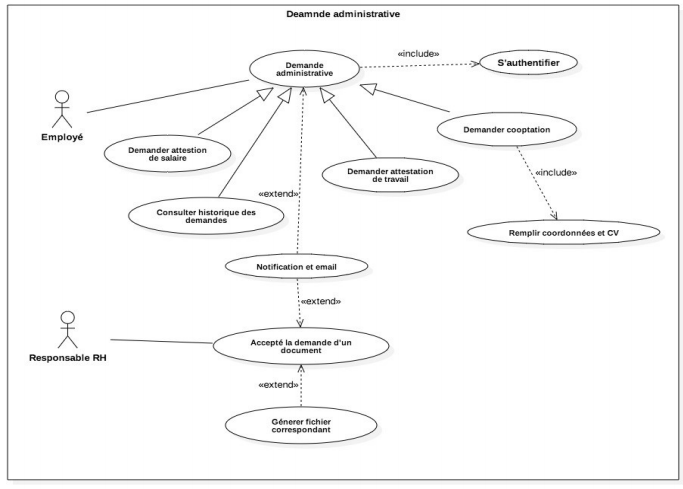 Deamnde administrative
«include»
Demande
administrative
S'authentifier
Employé
Demander cooptation
Demander attestion
de salaire
Demander attestation
de travail
«include»
«extend»
Consulter historique des
demandes
Remplir coordonnées et CV
Notification et email
«extend»
Responsable RH
Accepté la demande d'un
document
«extend»
Génerer fichier
correspondant